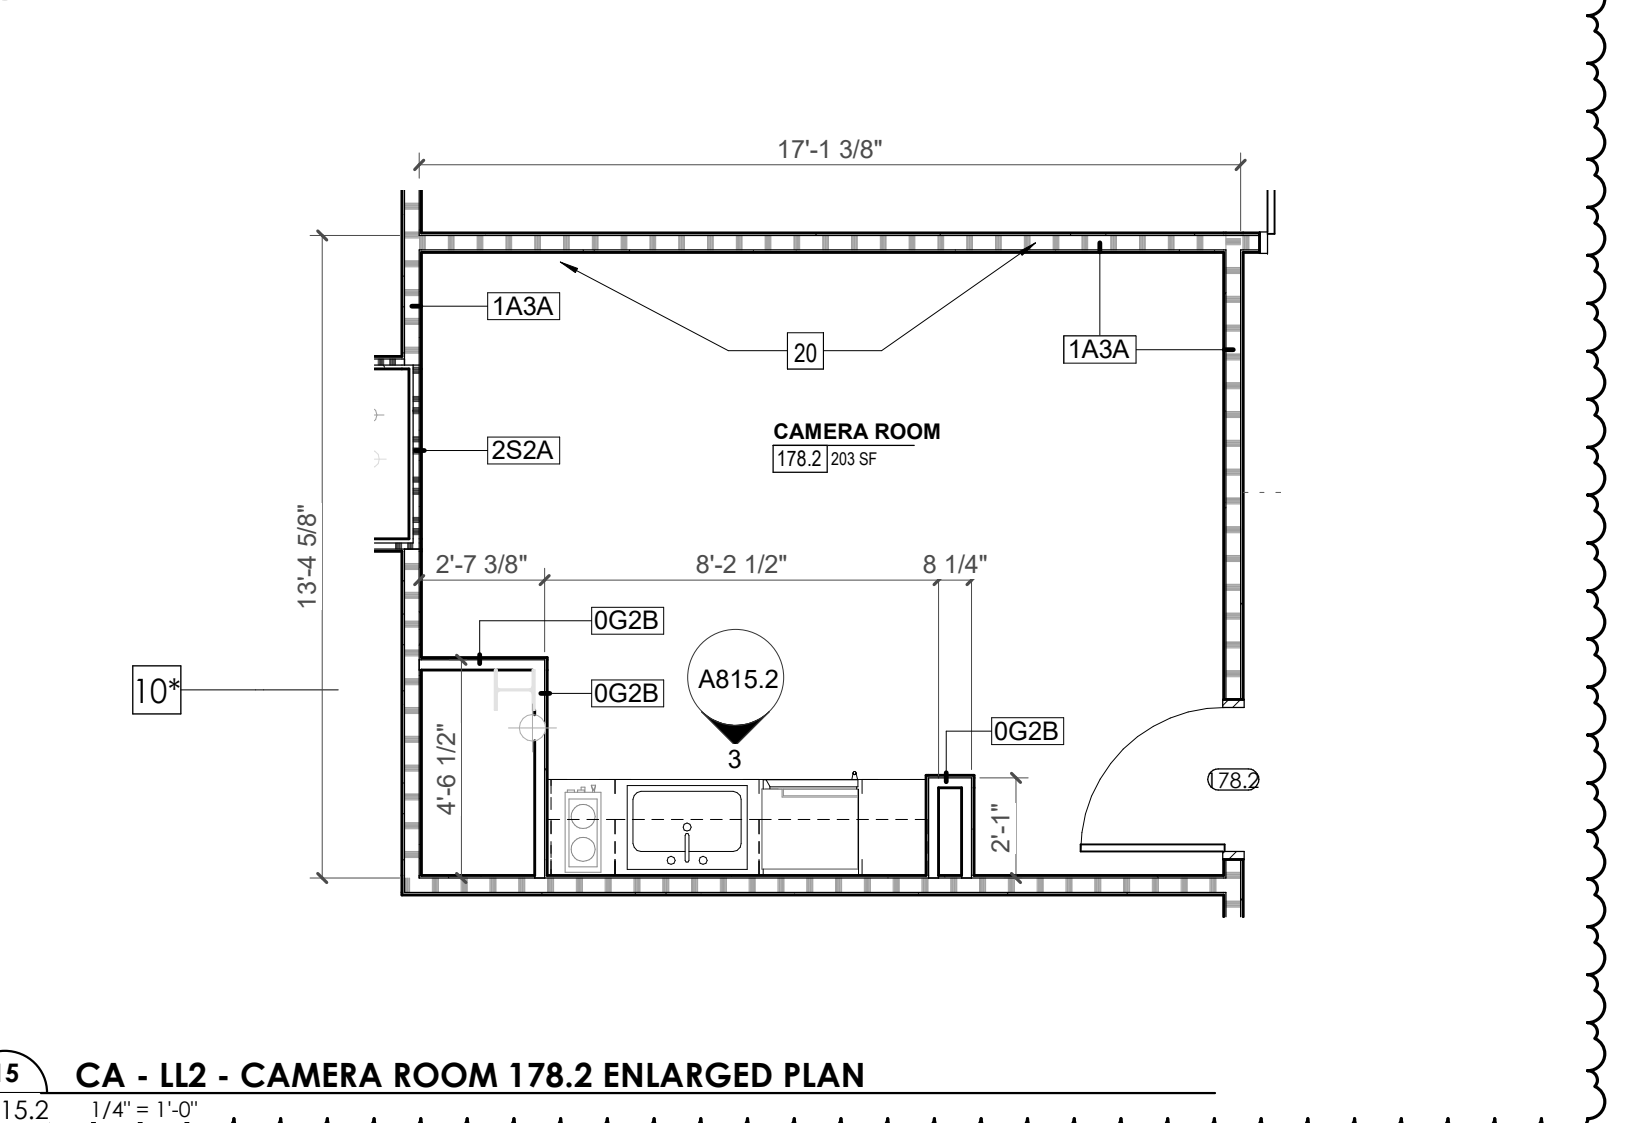 17'-1 3/8"
1A3A
20
1A3A
CAMERA ROOM
178.2 203 SF
2S2A
13'-4 5/8"
2'-7 3/8" 8'-2 1/2" 8 1/4"
0G2B
A815.2
3
10*
0G2B
0G2B
4'-6 1/2"
2'-1"
178.2
15
CA - LL2 - CAMERA ROOM 178.2 ENLARGED PLAN
15.2 1/4" = 1'-0"